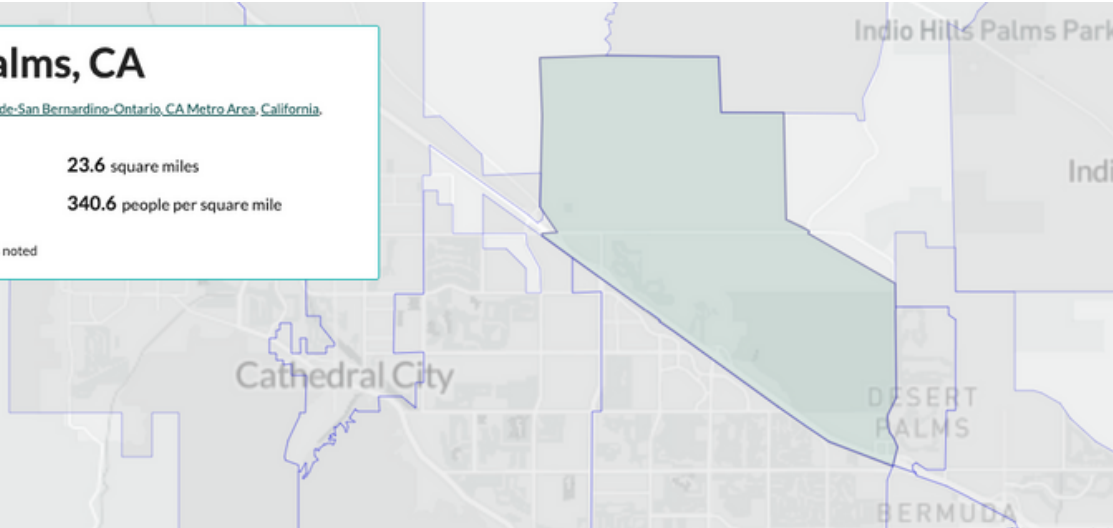 alms, CA
de-San Bernardino-Ontario, CA Metro Area, California,
23.6 square miles
340.6 people per square mile
noted
Indio Hills Palms Park
Indi
Cathedral City
DESERT
PALMS
BERMUDA